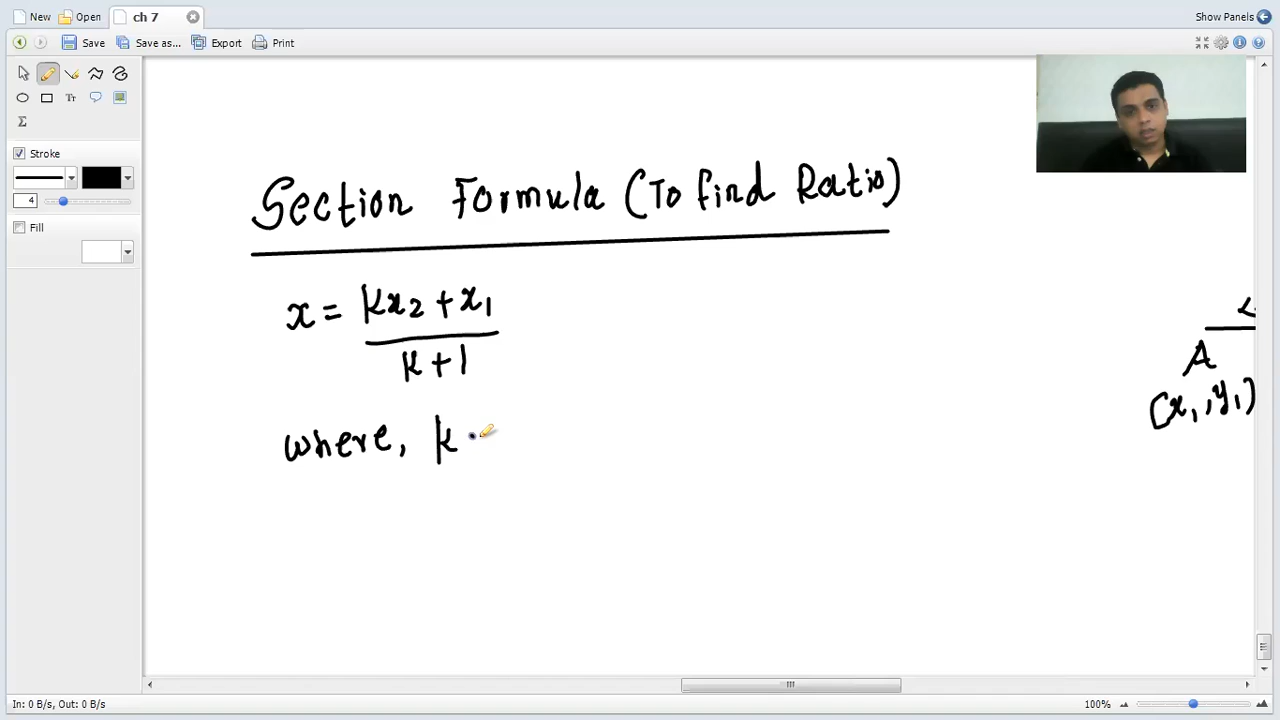 New Open ch 7 Show Panels
Save Save as... Export Print
Tт
Σ
Stroke
4
Fill
Section Formula (To find Ratio)
x = kx2 + x1
k + 1
A
(x1, y1)
where, k
In: 0 B/s, Out: 0 B/s 100%